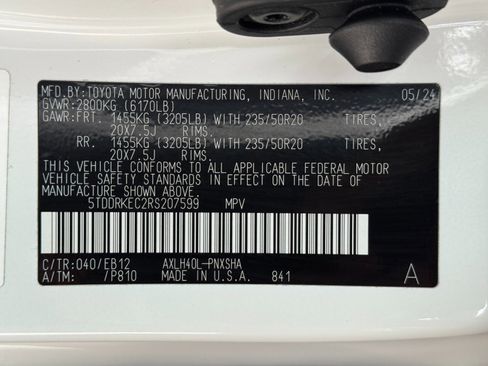 MFD.BY:TOYOTA MOTOR MANUFACTURING, INDIANA, INC. 05/24
GVWR:2800KG (6170LB)
GAWR:FRT. 1455KG (3205LB) WITH 235/50R20 TIRES,
20X7.5J RIMS.
RR. 1455KG (3205LB) WITH 235/50R20 TIRES,
20X7.5J RIMS.
THIS VEHICLE CONFORMS TO ALL APPLICABLE FEDERAL MOTOR
VEHICLE SAFETY STANDARDS IN EFFECT ON THE DATE OF
MANUFACTURE SHOWN ABOVE.
5TDDRKEC2RS207599 MPV
C/TR:040/EB12 AXLH40L-PNXSHA
A/TM: /P810 MADE IN U.S.A. 841 A